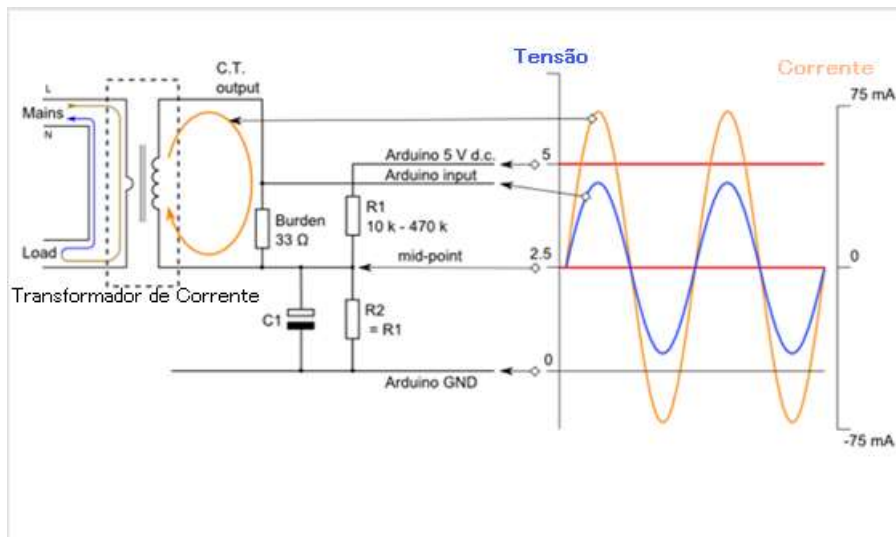 C.T.
output
L
Mains
N
Load
Transformador de Corrente
Burden
33 Ω
C1
R1
10 k - 470 k
R2
= R1
Arduino 5 V d.c.
Arduino input
mid-point
Arduino GND
Tensão
5
2.5
0
Corrente
75 mA
0
-75 mA